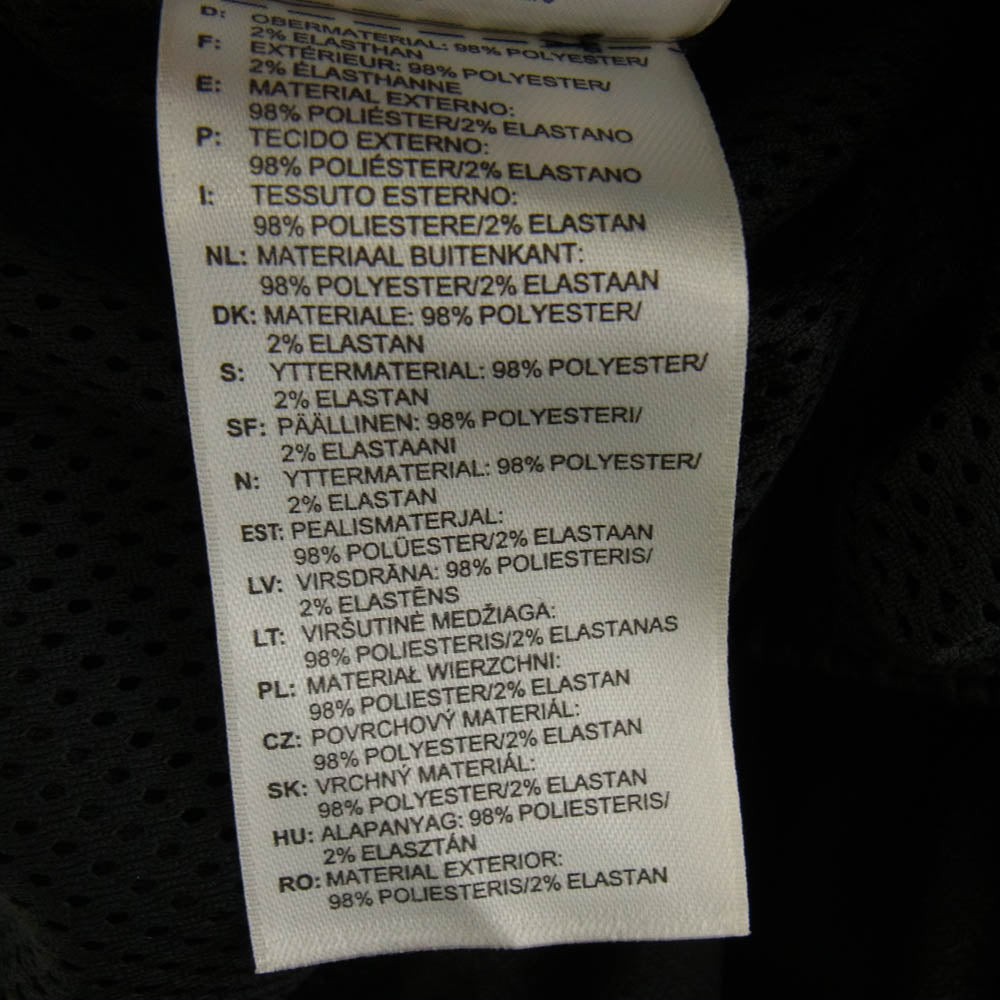 D: OBERMATERIAL: 98% POLYESTER/
2% ELASTHAN
F: EXTÉRIEUR: 98% POLYESTER/
2% ÉLASTHANNE
E: MATERIAL EXTERNO:
98% POLIÉSTER/2% ELASTANO
P: TECIDO EXTERNO:
98% POLIÉSTER/2% ELASTANO
I: TESSUTO ESTERNO:
98% POLIESTERE/2% ELASTAN
NL: MATERIAAL BUITENKANT:
98% POLYESTER/2% ELASTAAN
DK: MATERIALE: 98% POLYESTER/
2% ELASTAN
S: YTTERMATERIAL: 98% POLYESTER/
2% ELASTAN
SF: PÄÄLLINEN: 98% POLYESTERI/
2% ELASTAANI
N: YTTERMATERIAL: 98% POLYESTER/
2% ELASTAN
EST: PEALISMATERJAL:
98% POLÜESTER/2% ELASTAAN
LV: VIRSDRĀNA: 98% POLIESTERIS/
2% ELASTĒNS
LT: VIRŠUTINĖ MEDŽIAGA:
98% POLIESTERIS/2% ELASTANAS
PL: MATERIAŁ WIERZCHNI:
98% POLIESTER/2% ELASTAN
CZ: POVRCHOVÝ MATERIÁL:
98% POLYESTER/2% ELASTAN
SK: VRCHNÝ MATERIÁL:
98% POLYESTER/2% ELASTAN
HU: ALAPANYAG: 98% POLIESTERIS/
2% ELASZTÁN
RO: MATERIAL EXTERIOR:
98% POLIESTERIS/2% ELASTAN